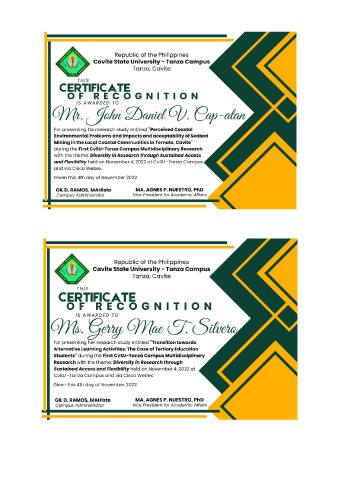 Republic of the Philippines
Cavite State University - Tanza Campus
Tanza, Cavite
THIS
CERTIFICATE
OF RECOGNITION
IS AWARDED TO
Mr. John Daniel V. Cap-atan
For presenting his research study entitled "Perceived Coastal
Environmental Problems and Impacts and acceptability of Seabed
Mining in the Local Coastal Communities in Ternate, Cavite"
during the First CvSU-Tanza Campus Multidisciplinary Research
with the theme: Diversity in Research through Sustained Access
and Flexibility held on November 4, 2022 at CvSU -Tanza Campus
and via Cisco Webex.
Given this 4th day of November 2022.
GIL D. RAMOS, MAHisto
Campus Administrator
MA. AGNES P. NUESTRO, PhD
Vice President for Academic Affairs
Republic of the Philippines
Cavite State University - Tanza Campus
Tanza, Cavite
THIS
CERTIFICATE
OF RECOGNITION
IS AWARDED TO
Ms. Gerry Mae T. Silvero
For presenting her research study entitled "Transition towards
Alternative Learning Activities: The Case of Tertiary Education
Students" during the First CvSU-Tanza Campus Multidisciplinary
Research with the theme: Diversity in Research through
Sustained Access and Flexibility held on November 4, 2022 at
CvSU -Tanza Campus and via Cisco Webex.
Given this 4th day of November 2022.
GIL D. RAMOS, MAHisto
Campus Administrator
MA. AGNES P. NUESTRO, PhD
Vice President for Academic Affairs